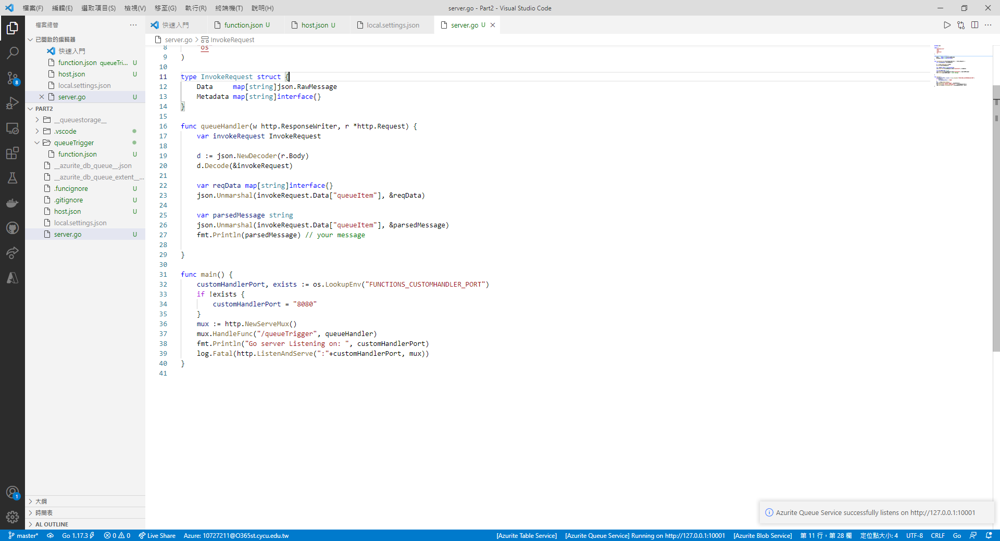 檔案(F) 編輯(E) 選取項目(S) 檢視(V) 移至(G) 執行(R) 終端機(T) 說明(H)
server.go - Part2 - Visual Studio Code
檔案總管
快速入門
function.json U
host.json U
local.settings.json
server.go U
已開啟的編輯器
快速入門
function.json queueTri... U
host.json U
local.settings.json
server.go U
PART2
__queuestorage__
.vscode
queueTrigger
function.json U
__azurite_db_queue__.json
__azurite_db_queue_extent__...
.funcignore U
.gitignore U
host.json U
local.settings.json
server.go U
大綱
時間表
AL OUTLINE
8
1
server.go > InvokeRequest
8 "os"
9 )
10
11 type InvokeRequest struct {
12 Data map[string]json.RawMessage
13 Metadata map[string]interface{}
14 }
15
16 func queueHandler(w http.ResponseWriter, r *http.Request) {
17 var invokeRequest InvokeRequest
18
19 d := json.NewDecoder(r.Body)
20 d.Decode(&invokeRequest)
21
22 var reqData map[string]interface{}
23 json.Unmarshal(invokeRequest.Data["queueItem"], &reqData)
24
25 var parsedMessage string
26 json.Unmarshal(invokeRequest.Data["queueItem"], &parsedMessage)
27 fmt.Println(parsedMessage) // your message
28
29 }
30
31 func main() {
32 customHandlerPort, exists := os.LookupEnv("FUNCTIONS_CUSTOMHANDLER_PORT")
33 if !exists {
34 customHandlerPort = "8080"
35 }
36 mux := http.NewServeMux()
37 mux.HandleFunc("/queueTrigger", queueHandler)
38 fmt.Println("Go server Listening on: ", customHandlerPort)
39 log.Fatal(http.ListenAndServe(":"+customHandlerPort, mux))
40 }
41
Azurite Queue Service successfully listens on http://127.0.0.1:10001
master* Go 1.17.3 0 0 Live Share Azure: 10727211@O365st.cycu.edu.tw [Azurite Table Service] [Azurite Queue Service] Running on http://127.0.0.1:10001 [Azurite Blob Service] 第 11 行，第 28 欄 定位點大小: 4 UTF-8 CRLF Go